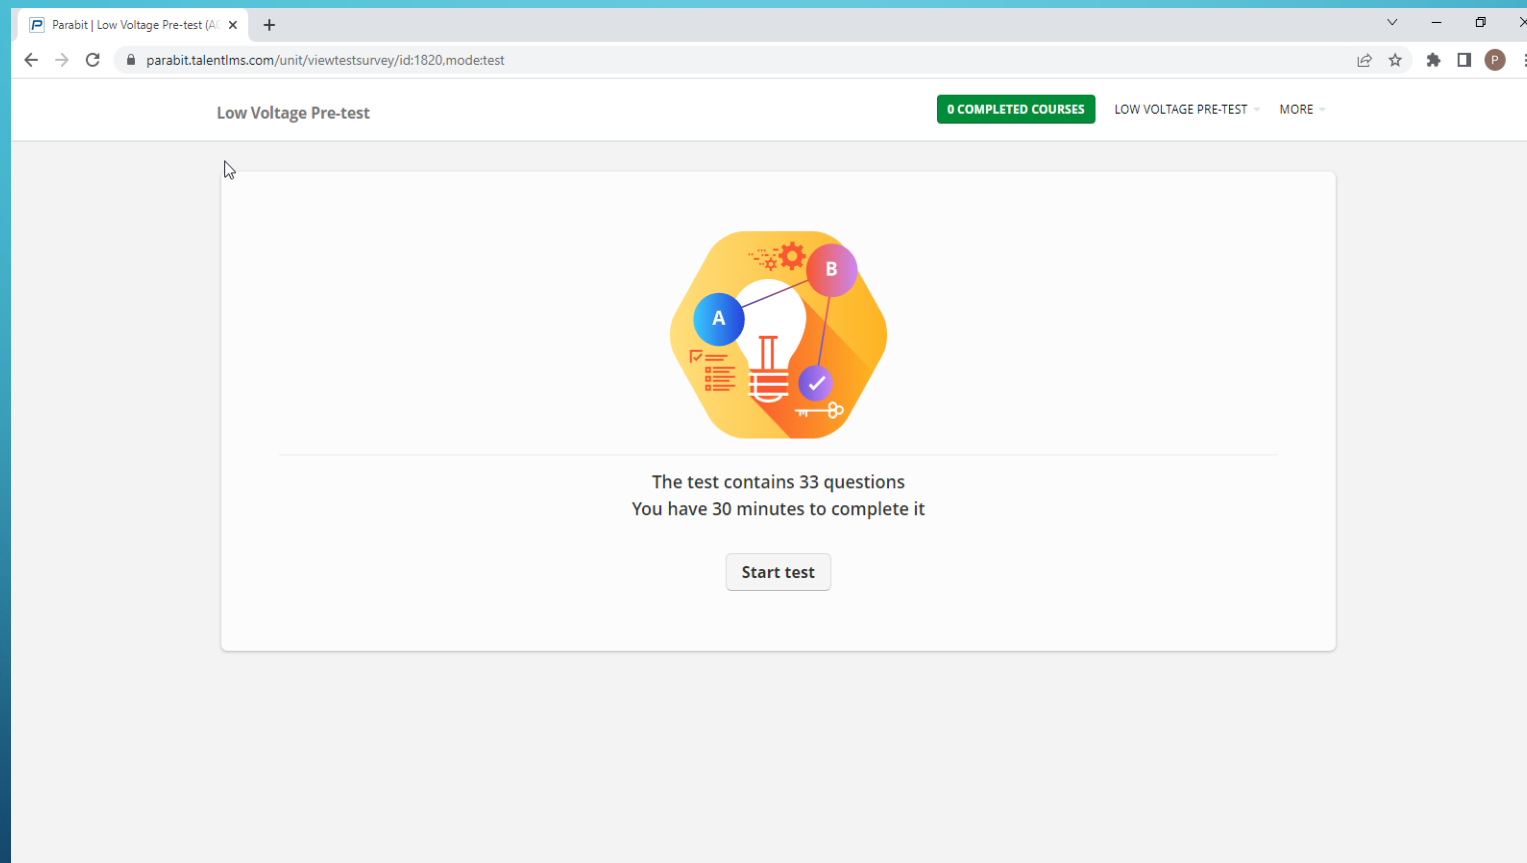 Parabit | Low Voltage Pre-test (AC
parabit.talentlms.com/unit/viewtestsurvey/id:1820,mode:test
P
Low Voltage Pre-test
0 COMPLETED COURSES
LOW VOLTAGE PRE-TEST
MORE
B
A
The test contains 33 questions
You have 30 minutes to complete it
Start test